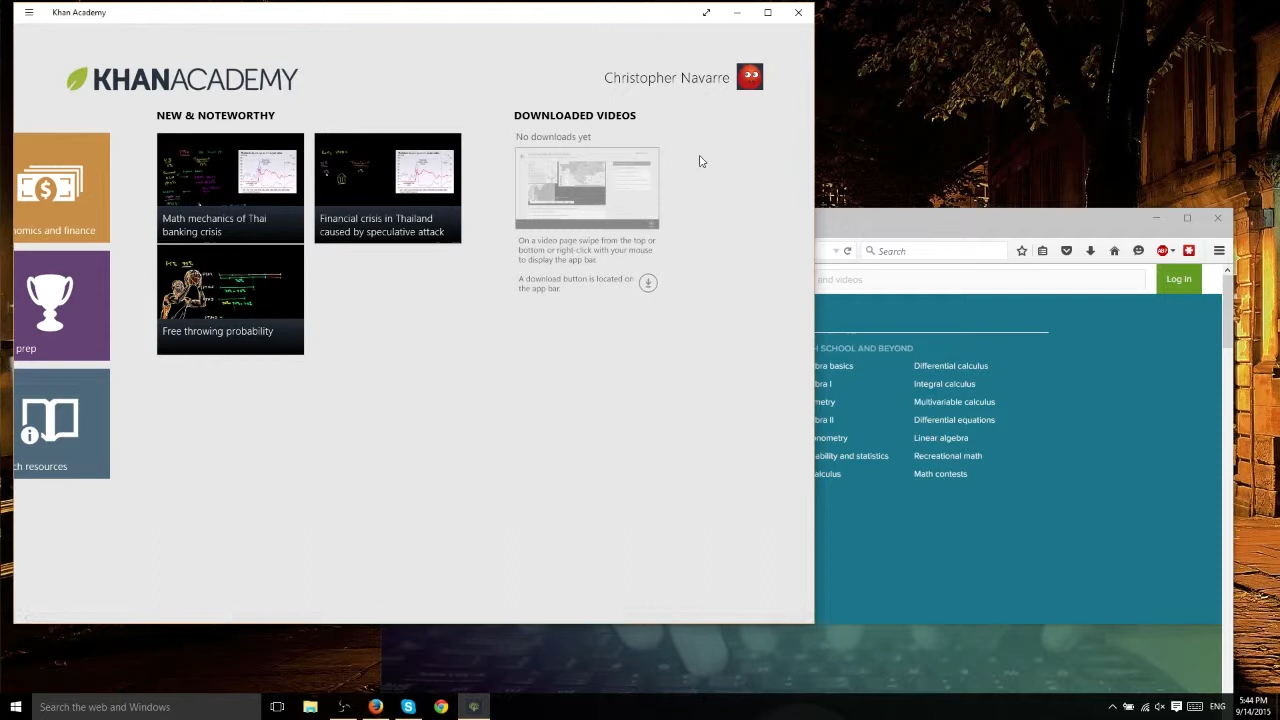 Khan Academy
KHANACADEMY
Christopher Navarre
NEW & NOTEWORTHY
DOWNLOADED VIDEOS
No downloads yet
omics and finance
Math mechanics of Thai
banking crisis
Financial crisis in Thailand
caused by speculative attack
On a video page swipe from the top or
bottom or right-click with your mouse
to display the app bar.
A download button is located on
the app bar.
Free throwing probability
prep
ch resources
Search
ABP
and videos
Log in
H SCHOOL AND BEYOND
bra basics
Differential calculus
bra I
Integral calculus
metry
Multivariable calculus
bra II
Differential equations
onometry
Linear algebra
ability and statistics
Recreational math
alculus
Math contests
Search the web and Windows
ENG
5:44 PM
9/14/2015